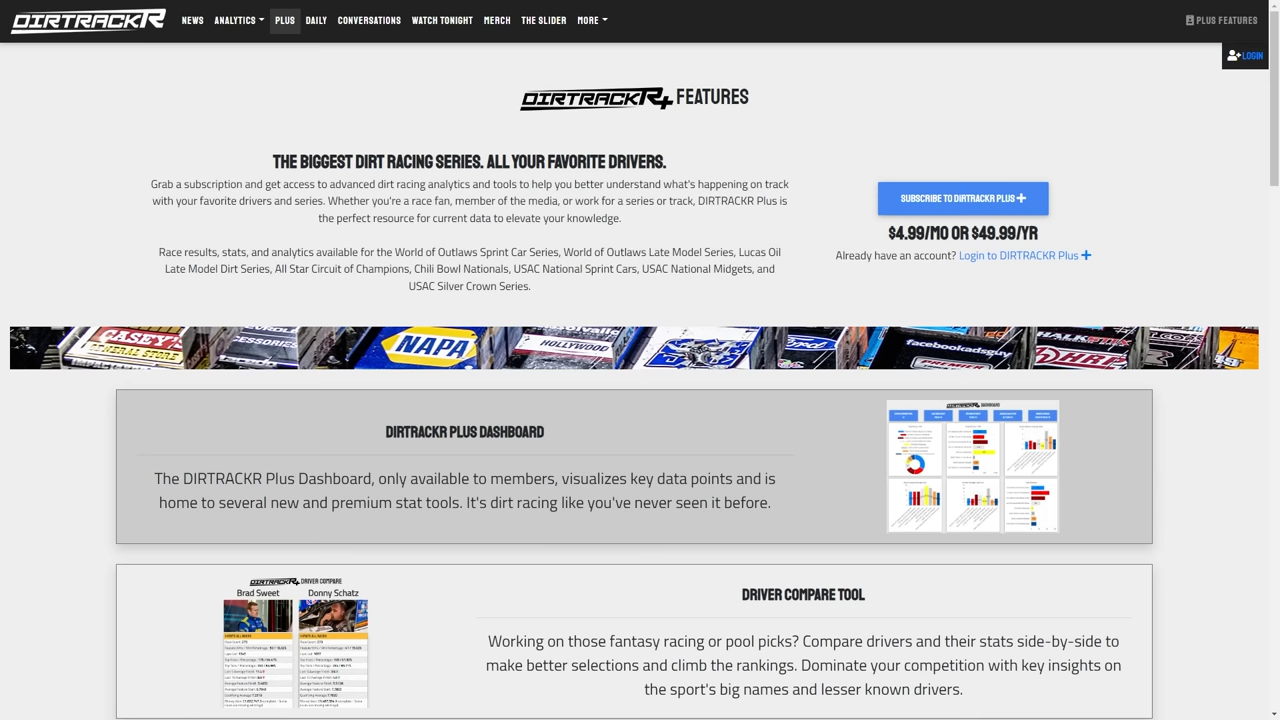 DIRTRACKR NEWS ANALYTICS PLUS DAILY CONVERSATIONS WATCH TONIGHT MERCH THE SLIDER MORE PLUS FEATURES
LOGIN
DIRTRACKR+ FEATURES
THE BIGGEST DIRT RACING SERIES. ALL YOUR FAVORITE DRIVERS.
Grab a subscription and get access to advanced dirt racing analytics and tools to help you better understand what's happening on track
with your favorite drivers and series. Whether you're a race fan, member of the media, or work for a series or track, DIRTRACKR Plus is
the perfect resource for current data to elevate your knowledge.
Race results, stats, and analytics available for the World of Outlaws Sprint Car Series, World of Outlaws Late Model Series, Lucas Oil
Late Model Dirt Series, All Star Circuit of Champions, Chili Bowl Nationals, USAC National Sprint Cars, USAC National Midgets, and
USAC Silver Crown Series.
SUBSCRIBE TO DIRTRACKR PLUS
$4.99/MO OR $49.99/YR
Already have an account? Login to DIRTRACKR Plus
CASEY'S
GENERAL STORE
NAPA
HOLLYWOOD
Ford
facebookadsguy
DIRTRACKR PLUS DASHBOARD
The DIRTRACKR Plus Dashboard, only available to members, visualizes key data points and is
home to several new and premium stat tools. It's dirt racing like you've never seen it before!
DIRTRACKR+ DRIVER COMPARE
Brad Sweet Donny Schatz
DRIVER COMPARE TOOL
Working on those fantasy racing or prop picks? Compare drivers and their stats side-by-side to
make better selections and climb the rankings. Dominate your competition with key insights to
the sport's big names and lesser known drivers.